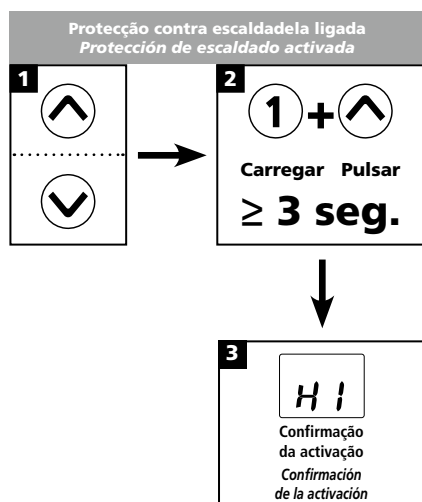 Protecção contra escaldadela ligada
Protección de escaldado activada
1
2
1 +
Carregar Pulsar
≥ 3 seg.
3
H1
Confirmação
da activação
Confirmación
de la activación